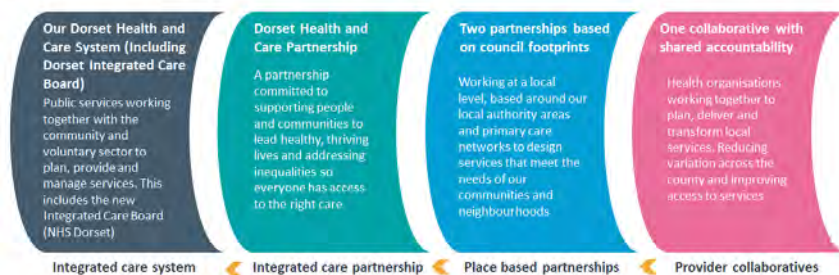 Our Dorset Health and
Care System (Including
Dorset Integrated Care
Board)
Public services working
together with the
community and
voluntary sector to
plan, provide and
manage services. This
includes the new
Integrated Care Board
(NHS Dorset)
Dorset Health and
Care Partnership
A partnership
committed to
supporting people
and communities to
lead healthy, thriving
lives and addressing
inequalities so
everyone has access
to the right care
Two partnerships based
on council footprints
Working at a local
level, based around our
local authority areas
and primary care
networks to design
services that meet the
needs of our
communities and
neighbourhoods
One collaborative with
shared accountability
Health organisations
working together to
plan, deliver and
transform local
services. Reducing
variation across the
county and improving
access to services
Integrated care system
Integrated care partnership
Place based partnerships
Provider collaboratives